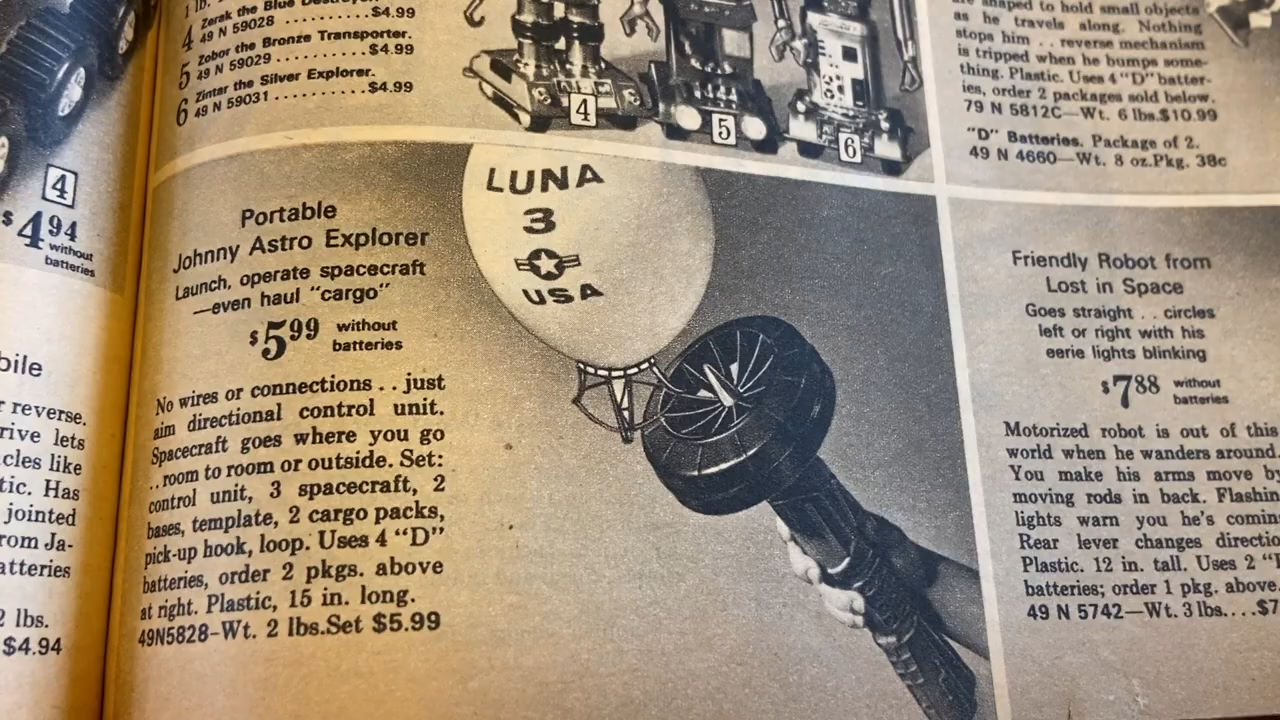 4 Zerak the Blue Destroyer.
49 N 59028 ..........$4.99
5 Zobor the Bronze Transporter.
49 N 59029 ..........$4.99
6 Zintar the Silver Explorer.
49 N 59031 ..........$4.99
4
5
6
shaped to hold small objects
as he travels along. Nothing
stops him . . reverse mechanism
is tripped when he bumps some-
thing. Plastic. Uses 4 "D" batter-
ies, order 2 packages sold below.
79 N 5812C—Wt. 6 lbs.$10.99
"D" Batteries. Package of 2.
49 N 4660—Wt. 8 oz.Pkg. 38c
4
$4.94
without
batteries
reverse.
lets
like
Has
jointed
Ja-
lbs.
$4.94
Portable
Johnny Astro Explorer
Launch, operate spacecraft
—even haul "cargo"
$5.99 without
batteries
No wires or connections . . just
aim directional control unit.
Spacecraft goes where you go
. . room to room or outside. Set:
control unit, 3 spacecraft, 2
bases, template, 2 cargo packs,
pick-up hook, loop. Uses 4 "D"
batteries, order 2 pkgs. above
at right. Plastic, 15 in. long.
49N5828-Wt. 2 lbs.Set $5.99
LUNA
3
USA
Friendly Robot from
Lost in Space
Goes straight . . circles
left or right with his
eerie lights blinking
$7.88 without
batteries
Motorized robot is out of this
world when he wanders around.
You make his arms move by
moving rods in back. Flashin
lights warn you he's comin
Rear lever changes directio
Plastic. 12 in. tall. Uses 2 "
batteries; order 1 pkg. above.
49 N 5742—Wt. 3 lbs....$7